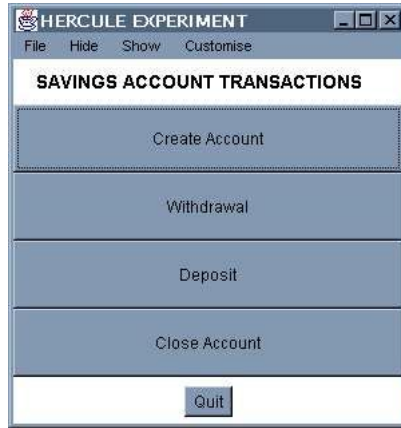 HERCULE EXPERIMENT
File Hide Show Customise
SAVINGS ACCOUNT TRANSACTIONS
Create Account
Withdrawal
Deposit
Close Account
Quit